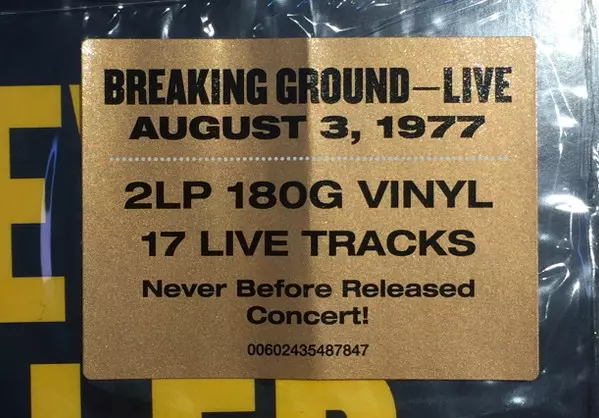 BREAKING GROUND–LIVE
AUGUST 3, 1977
2LP 180G VINYL
17 LIVE TRACKS
Never Before Released
Concert!
00602435487847